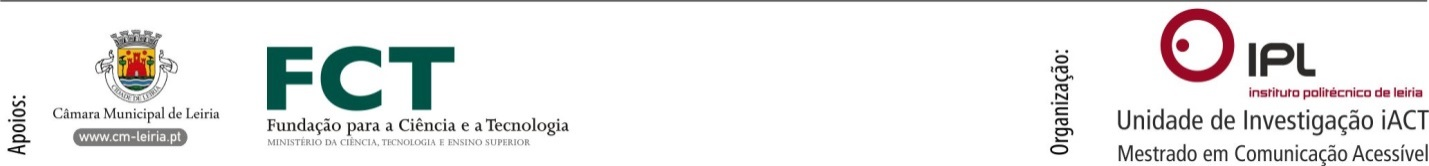 Apoios:
CIDADE DE LEIRIA
Câmara Municipal de Leiria
www.cm-leiria.pt
FCT
Fundação para a Ciência e a Tecnologia
MINISTÉRIO DA CIÊNCIA, TECNOLOGIA E ENSINO SUPERIOR
Organização:
IPL
instituto politécnico de leiria
Unidade de Investigação iACT
Mestrado em Comunicação Acessível